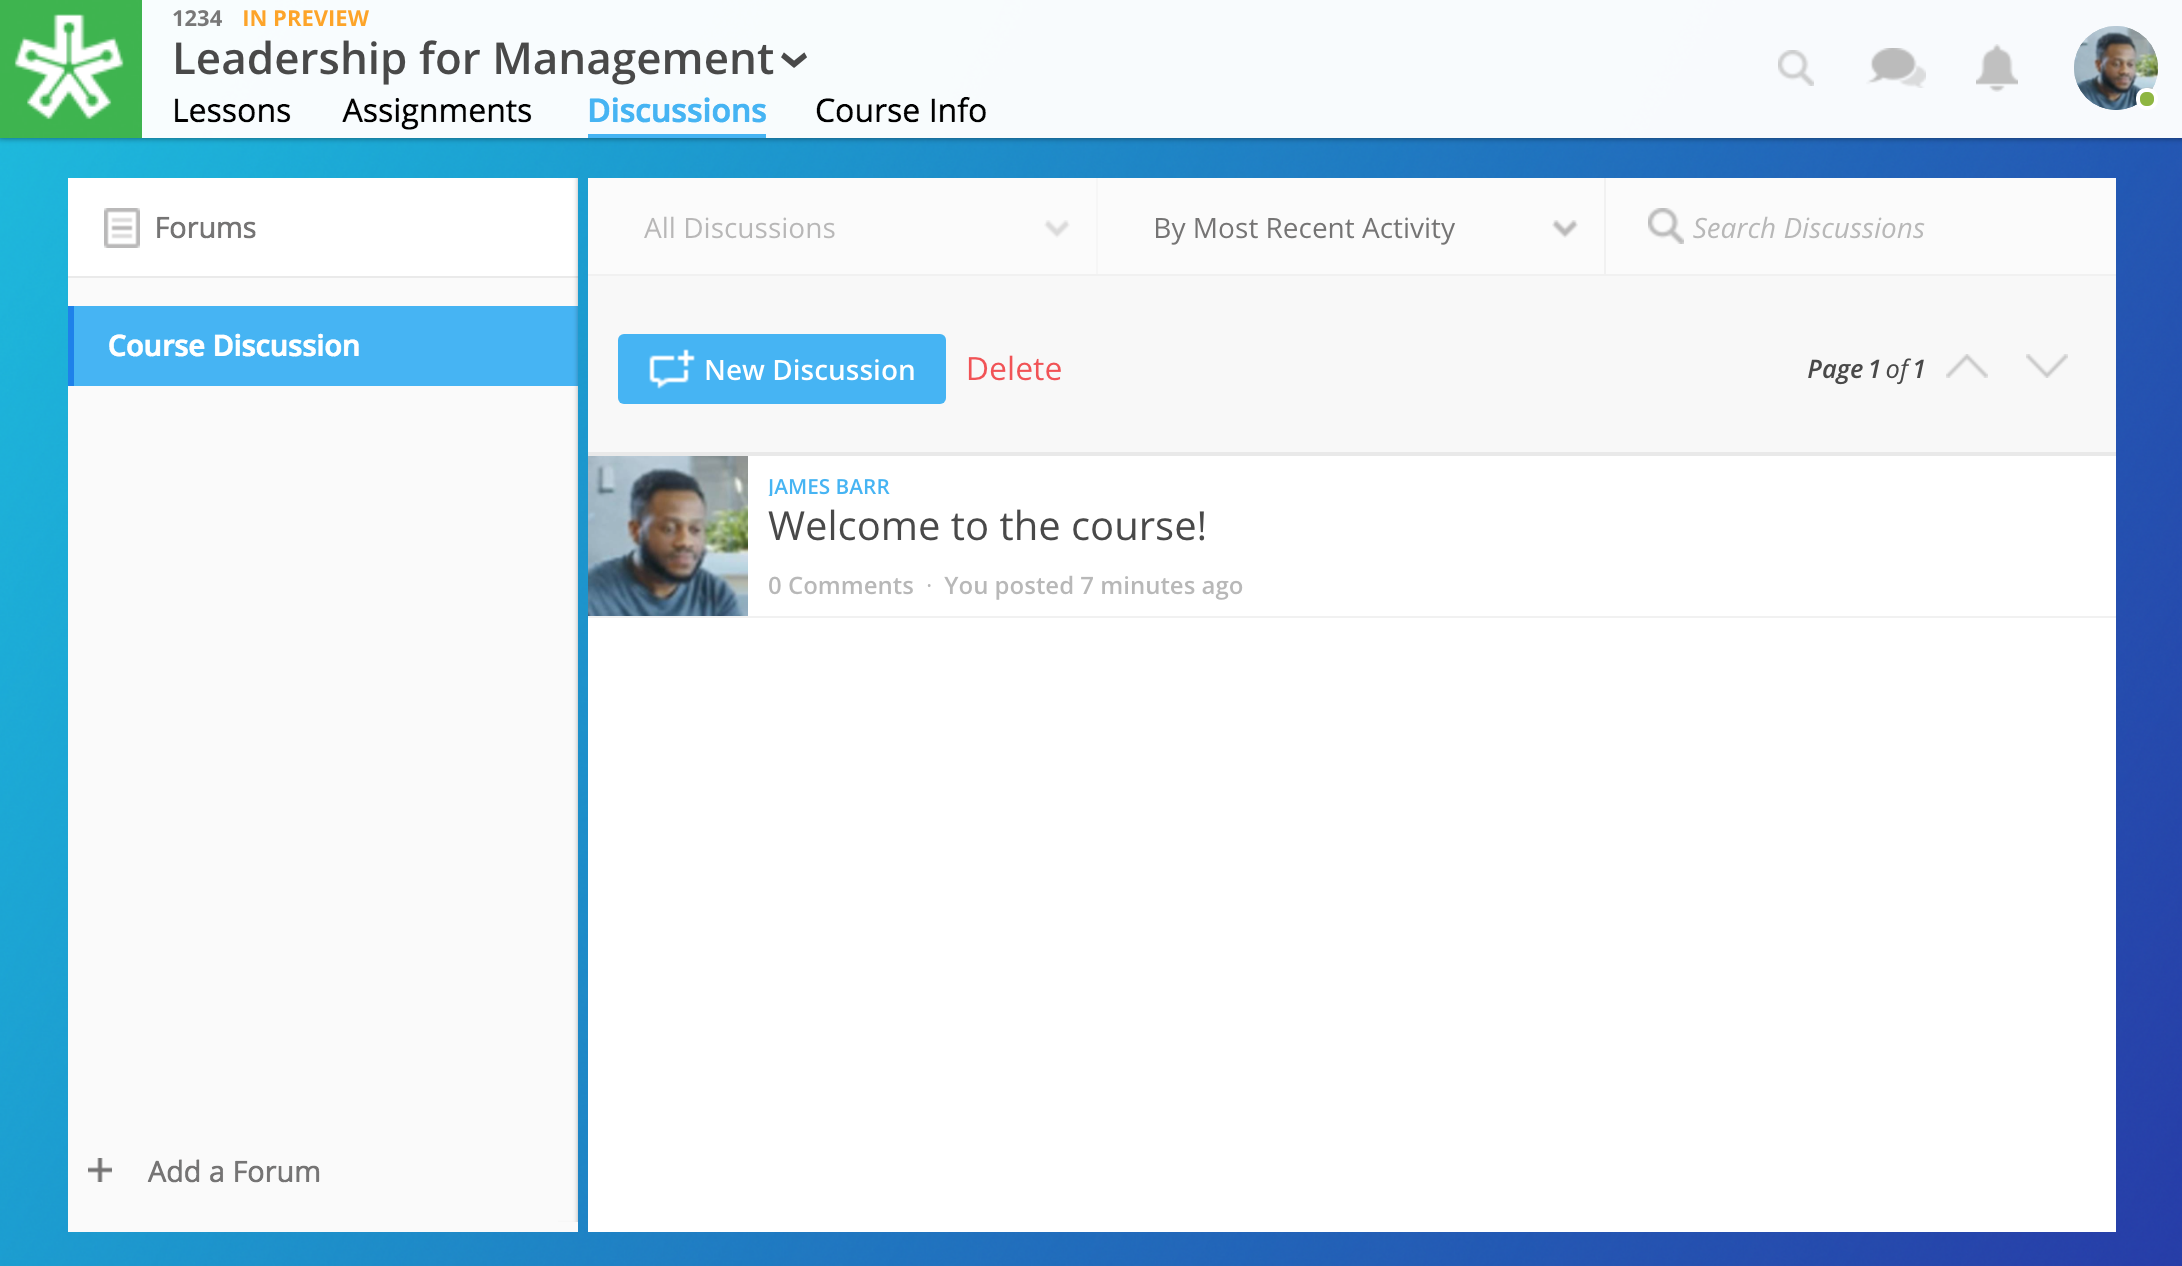 1234 IN PREVIEW
Leadership for Management
Lessons Assignments Discussions Course Info
Forums
Course Discussion
Add a Forum
All Discussions
By Most Recent Activity
Search Discussions
New Discussion Delete
Page 1 of 1
JAMES BARR
Welcome to the course!
0 Comments · You posted 7 minutes ago